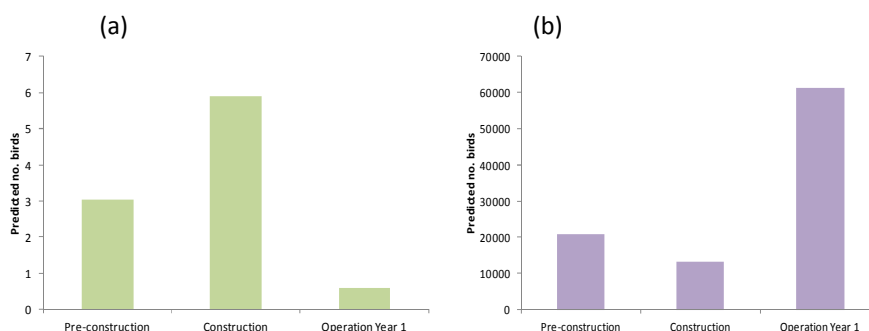 (a)
Predicted no. birds
7
6
5
4
3
2
1
0
Pre-construction Construction Operation Year 1
(b)
Predicted no. birds
70000
60000
50000
40000
30000
20000
10000
0
Pre-construction Construction Operation Year 1